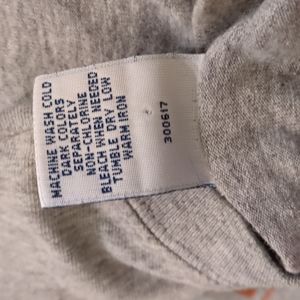 MACHINE WASH COLD
DARK COLORS
SEPARATELY
NON-CHLORINE
BLEACH WHEN NEEDED
TUMBLE DRY LOW
WARM IRON
300617